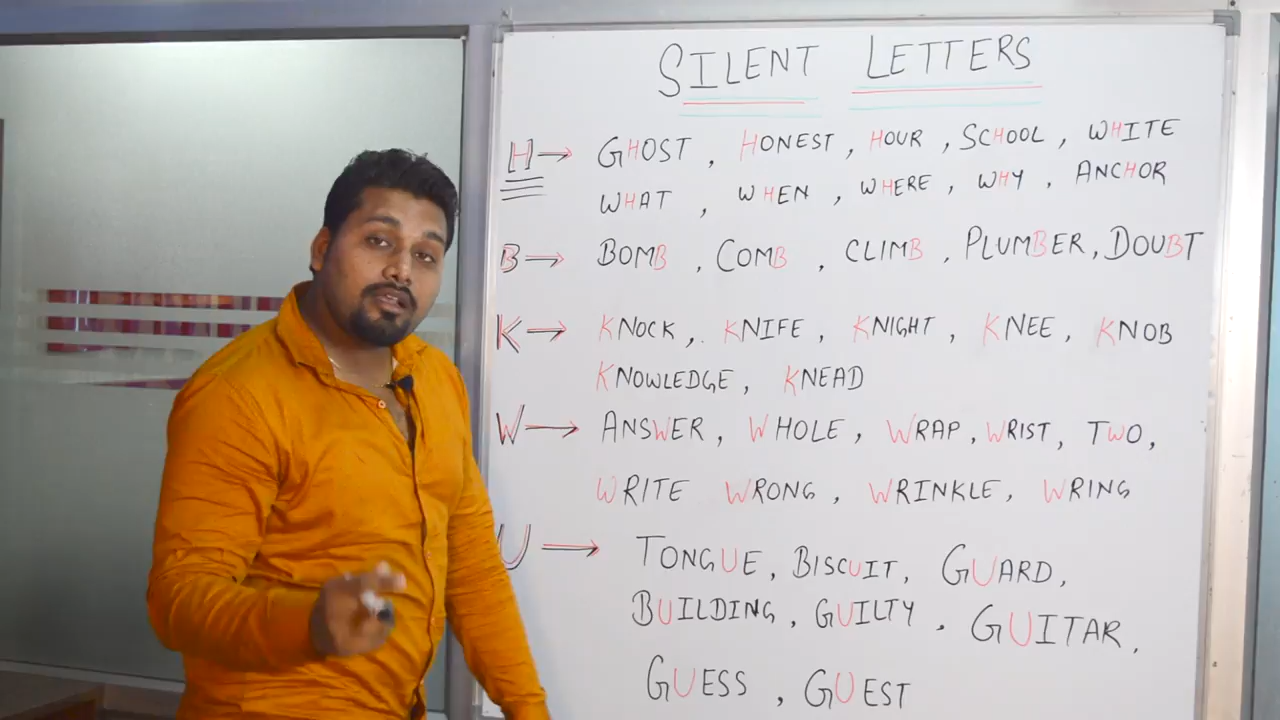 SILENT LETTERS
H → GHOST, HONEST, HOUR, SCHOOL, WHITE
WHAT, WHEN, WHERE, WHY, ANCHOR
B → BOMB, COMB, CLIMB, PLUMBER, DOUBT
K → KNOCK, KNIFE, KNIGHT, KNEE, KNOB
KNOWLEDGE, KNEAD
W → ANSWER, WHOLE, WRAP, WRIST, TWO,
WRITE WRONG, WRINKLE, WRING
U → TONGUE, BISCUIT, GUARD,
BUILDING, GUILTY, GUITAR,
GUESS, GUEST